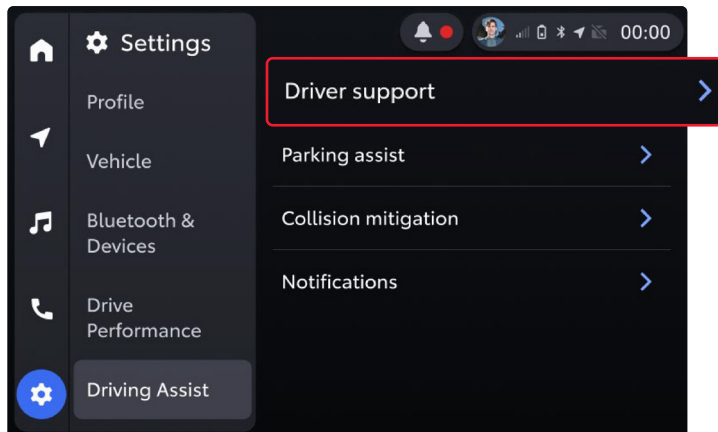 Settings
00:00
Profile
Vehicle
Bluetooth &
Devices
Drive
Performance
Driving Assist
Driver support
Parking assist
Collision mitigation
Notifications